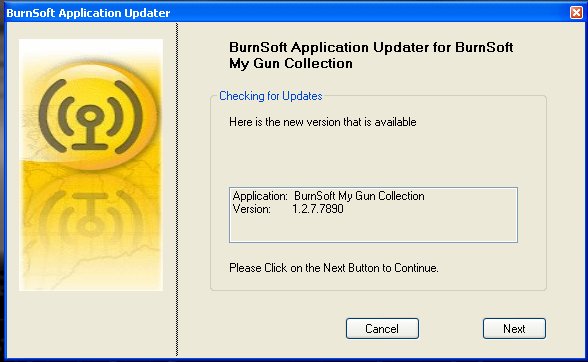 BurnSoft Application Updater
BurnSoft Application Updater for BurnSoft
My Gun Collection
Checking for Updates
Here is the new version that is available
Application: BurnSoft My Gun Collection
Version: 1.2.7.7890
Please Click on the Next Button to Continue.
Cancel Next